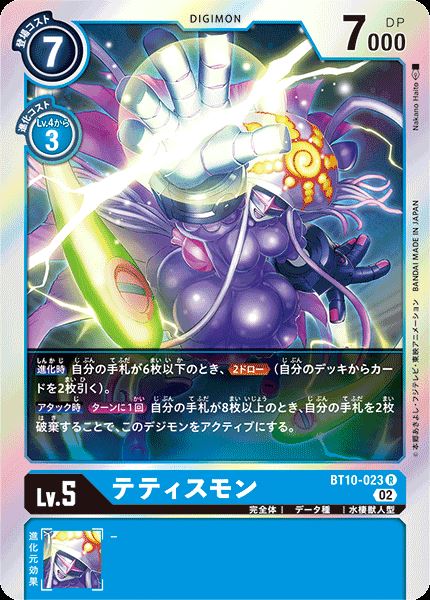 登場コスト
7
DIGIMON
7000
DP
進化コスト
Lv.4から
3
Nakano Haito
BANDAI MADE IN JAPAN
©本郷あきよし・フジテレビ・東映アニメーション
進化時 自分の手札が6枚以下のとき、2ドロー（自分のデッキからカ
ードを2枚引く）。
アタック時 ターンに1回 自分の手札が8枚以上のとき、自分の手札を2枚
破棄することで、このデジモンをアクティブにする。
Lv.5
テティスモン
BT10-023 R
02
完全体 データ種 水棲獣人型
進化元効果
-